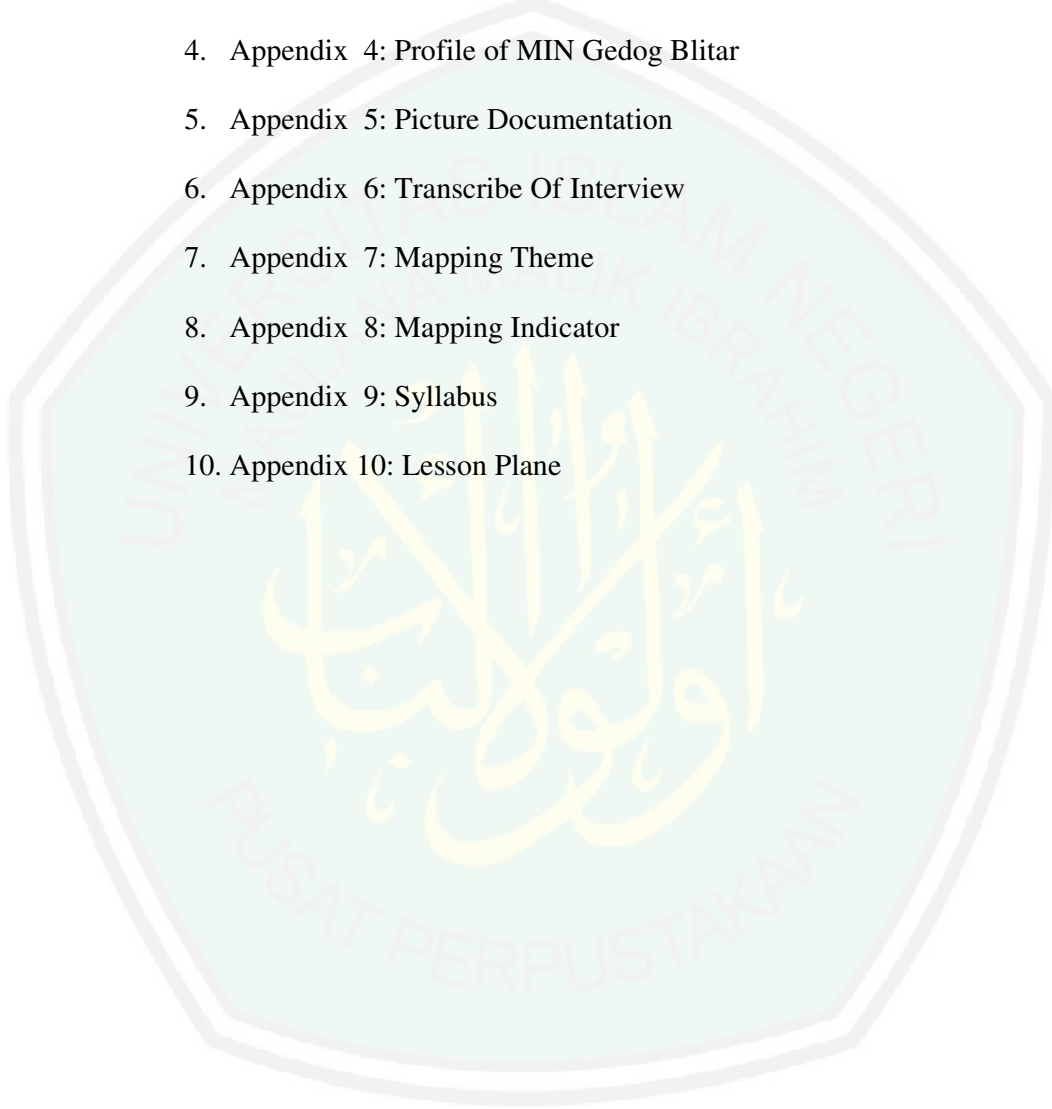 4. Appendix 4: Profile of MIN Gedog Blitar
5. Appendix 5: Picture Documentation
6. Appendix 6: Transcribe Of Interview
7. Appendix 7: Mapping Theme
8. Appendix 8: Mapping Indicator
9. Appendix 9: Syllabus
10. Appendix 10: Lesson Plane
UNIVERSITAS ISLAM NEGERI
MAULANA MALIK IBRAHIM
PUSAT PERPUSTAKAAN